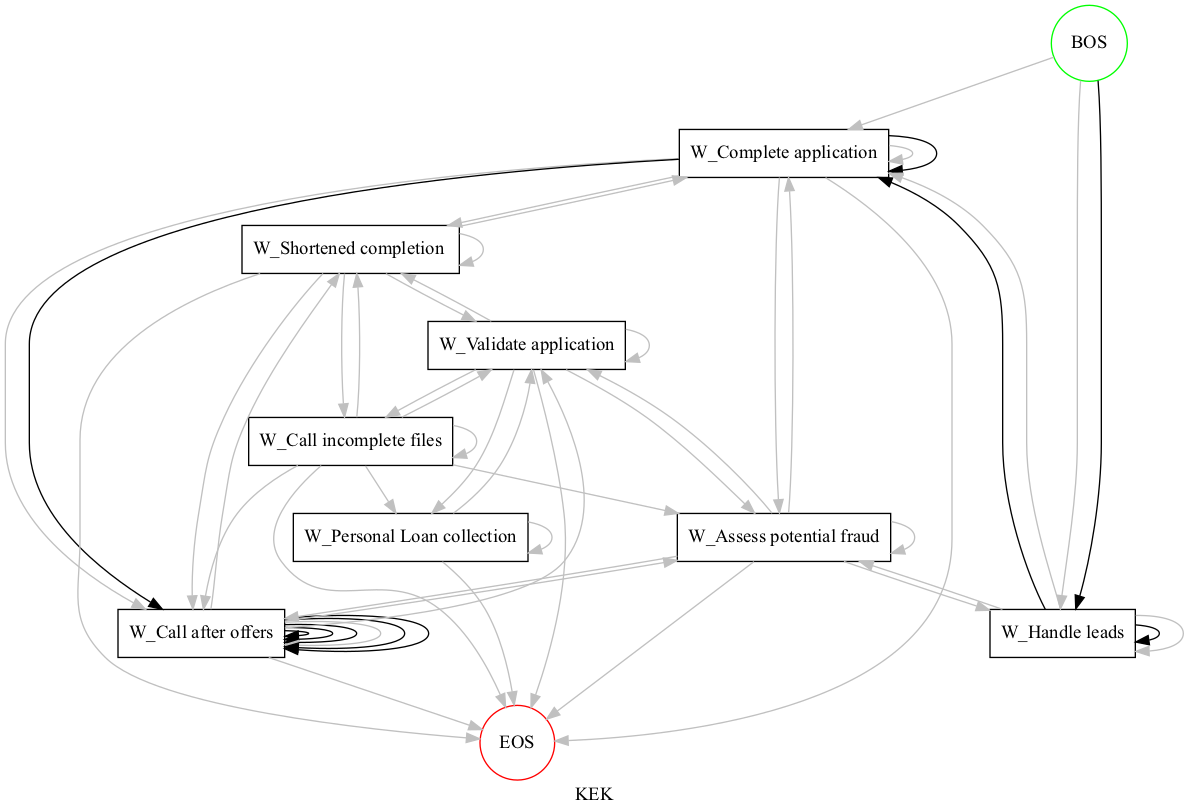 BOS
W_Complete application
W_Shortened completion
W_Validate application
W_Call incomplete files
W_Personal Loan collection
W_Assess potential fraud
W_Call after offers
W_Handle leads
EOS
KEK